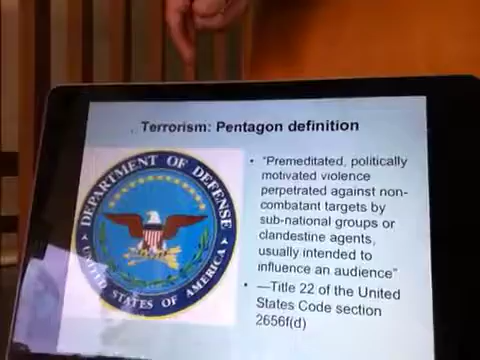 Terrorism: Pentagon definition
DEPARTMENT OF DEFENSE
UNITED STATES OF AMERICA
• "Premeditated, politically
motivated violence
perpetrated against non-
combatant targets by
sub-national groups or
clandestine agents,
usually intended to
influence an audience"
• —Title 22 of the United
States Code section
2656f(d)